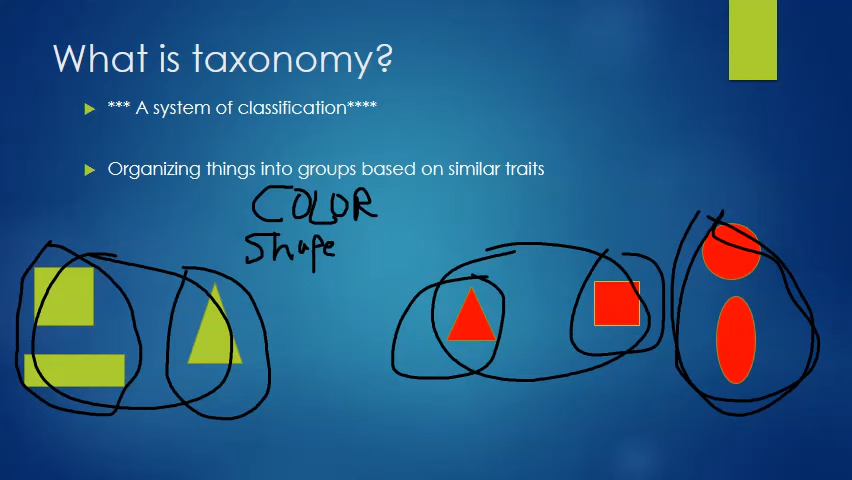 What is taxonomy?
*** A system of classification****
Organizing things into groups based on similar traits
COLOR
Shape